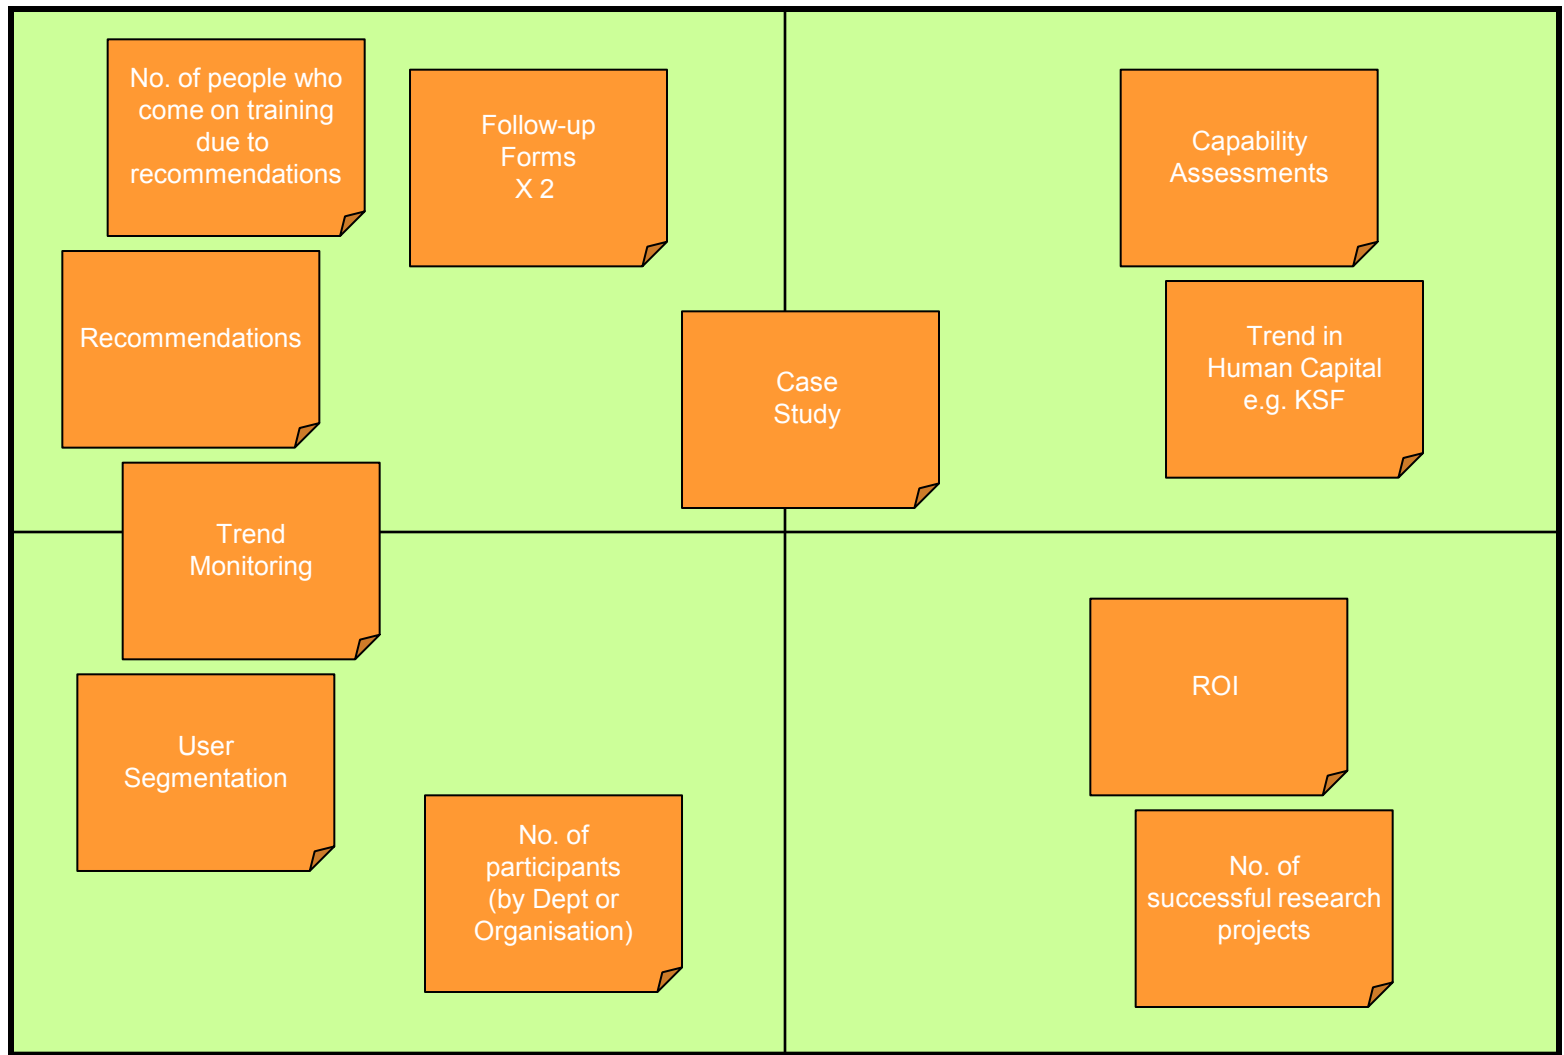 No. of people who
come on training
due to
recommendations
Follow-up
Forms
X 2
Recommendations
Capability
Assessments
Trend in
Human Capital
e.g. KSF
Case
Study
Trend
Monitoring
User
Segmentation
No. of
participants
(by Dept or
Organisation)
ROI
No. of
successful research
projects